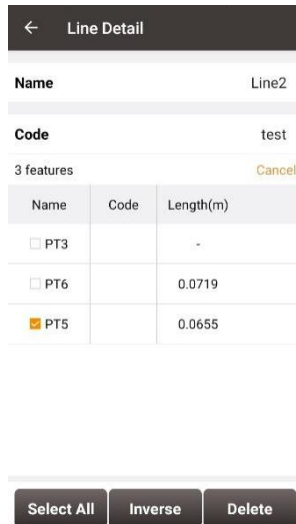 Line Detail
Name Line2
Code test
3 features Cancel
Name Code Length(m)
PT3 -
PT6 0.0719
PT5 0.0655
Select All Inverse Delete